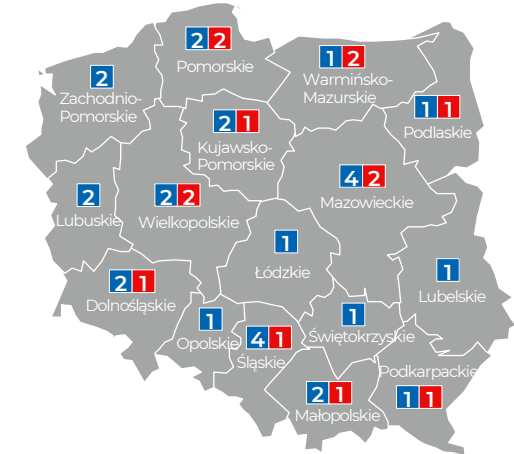 2 2
Pomorskie
1 2
Warmińsko-
Mazurskie
2
Zachodnio-
Pomorskie
1 1
Podlaskie
2 1
Kujawsko-
Pomorskie
4 2
Mazowieckie
2
Lubuskie
2 2
Wielkopolskie
1
Łódzkie
1
Lubelskie
2 1
Dolnośląskie
1
Opolskie
4 1
Śląskie
1
Świętokrzyskie
Podkarpackie
1 1
2 1
Małopolskie